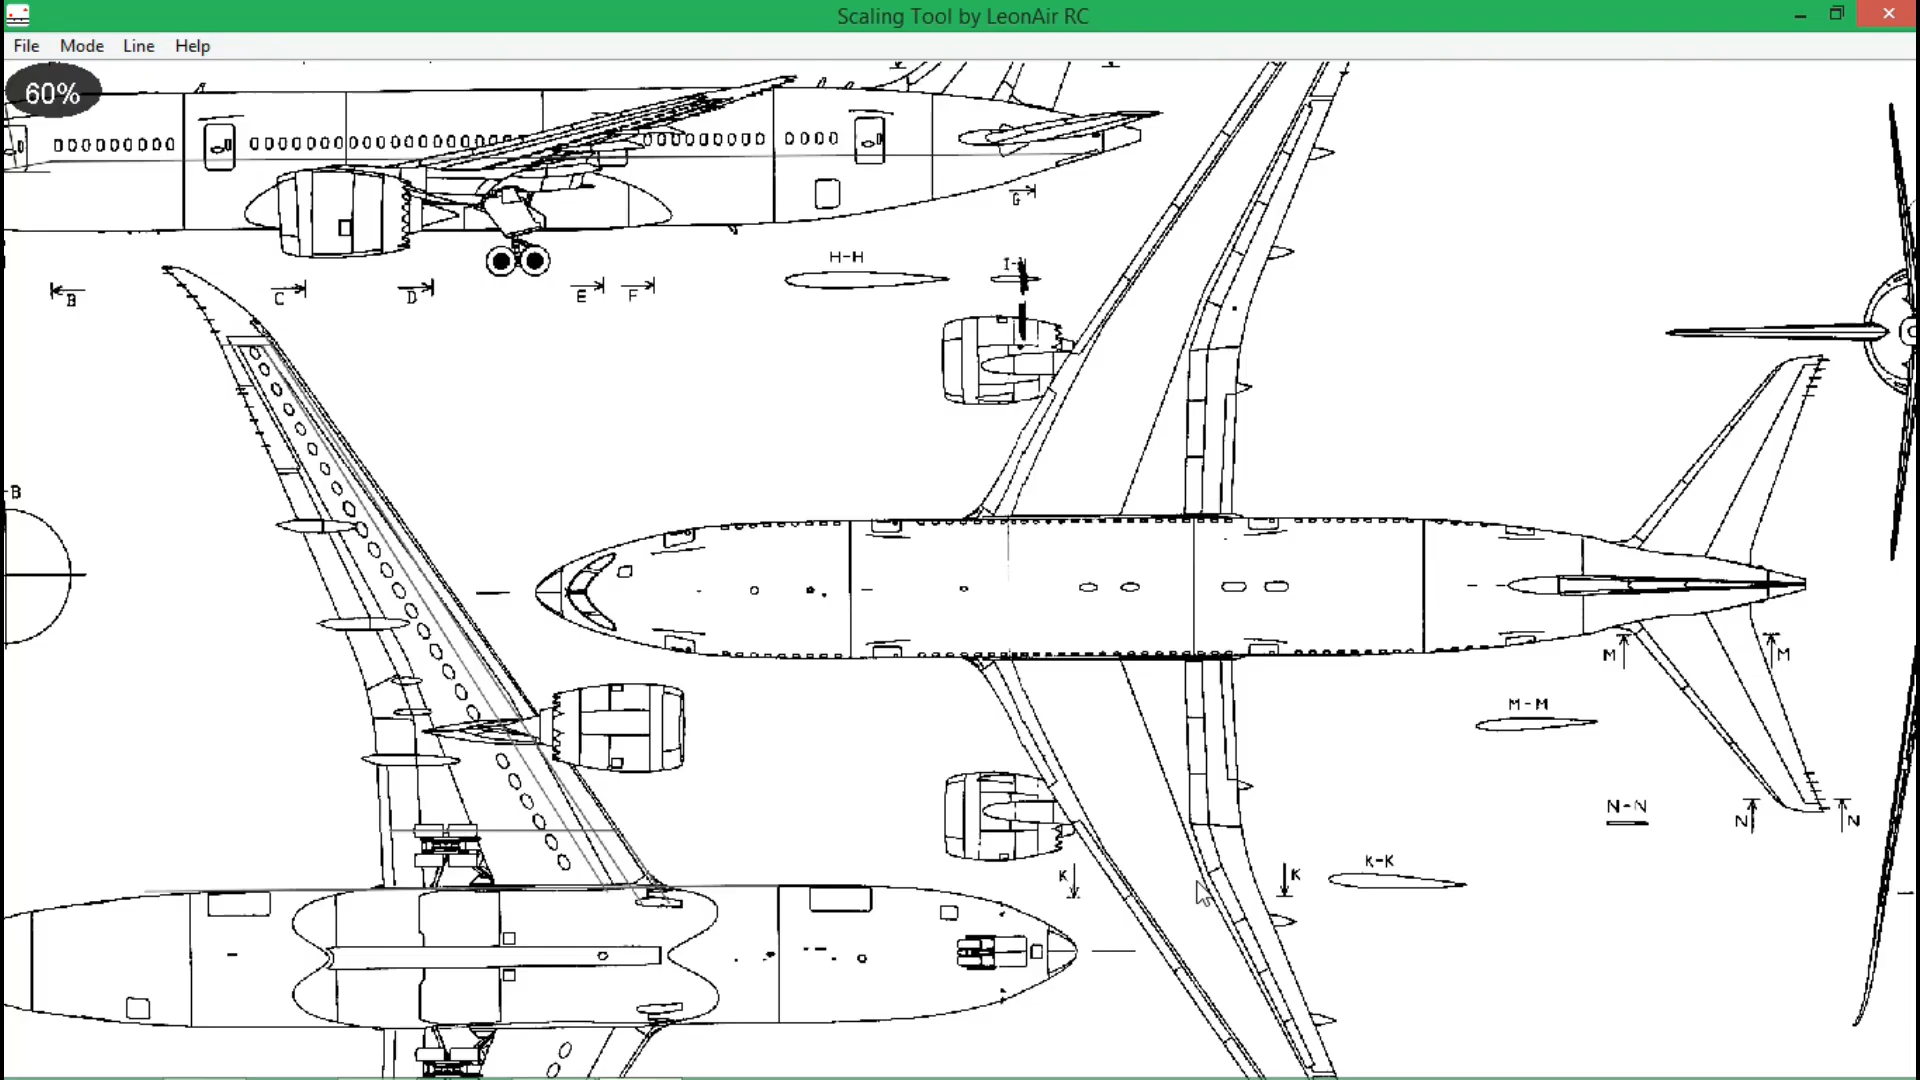 Scaling Tool by LeonAir RC
File Mode Line Help
60%
G
H-H
I-
B C D E F
-B
M M
M-M
N-N
N N
K K
K-K